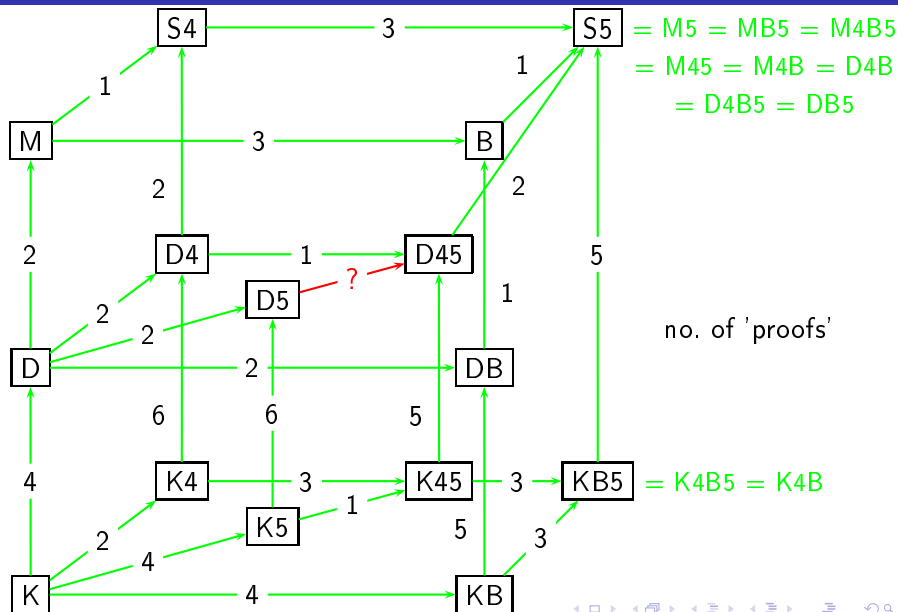 S4 3 S5 = M5 = MB5 = M4B5
1 1 = M45 = M4B = D4B
= D4B5 = DB5
M 3 B
2 2
2 D4 1 D45 5
? D5
2 1
2 no. of 'proofs'
D 2 DB
6 6 5
4 K4 3 K45 3 KB5 = K4B5 = K4B
1
K5 5
2 3
4
K 4 KB